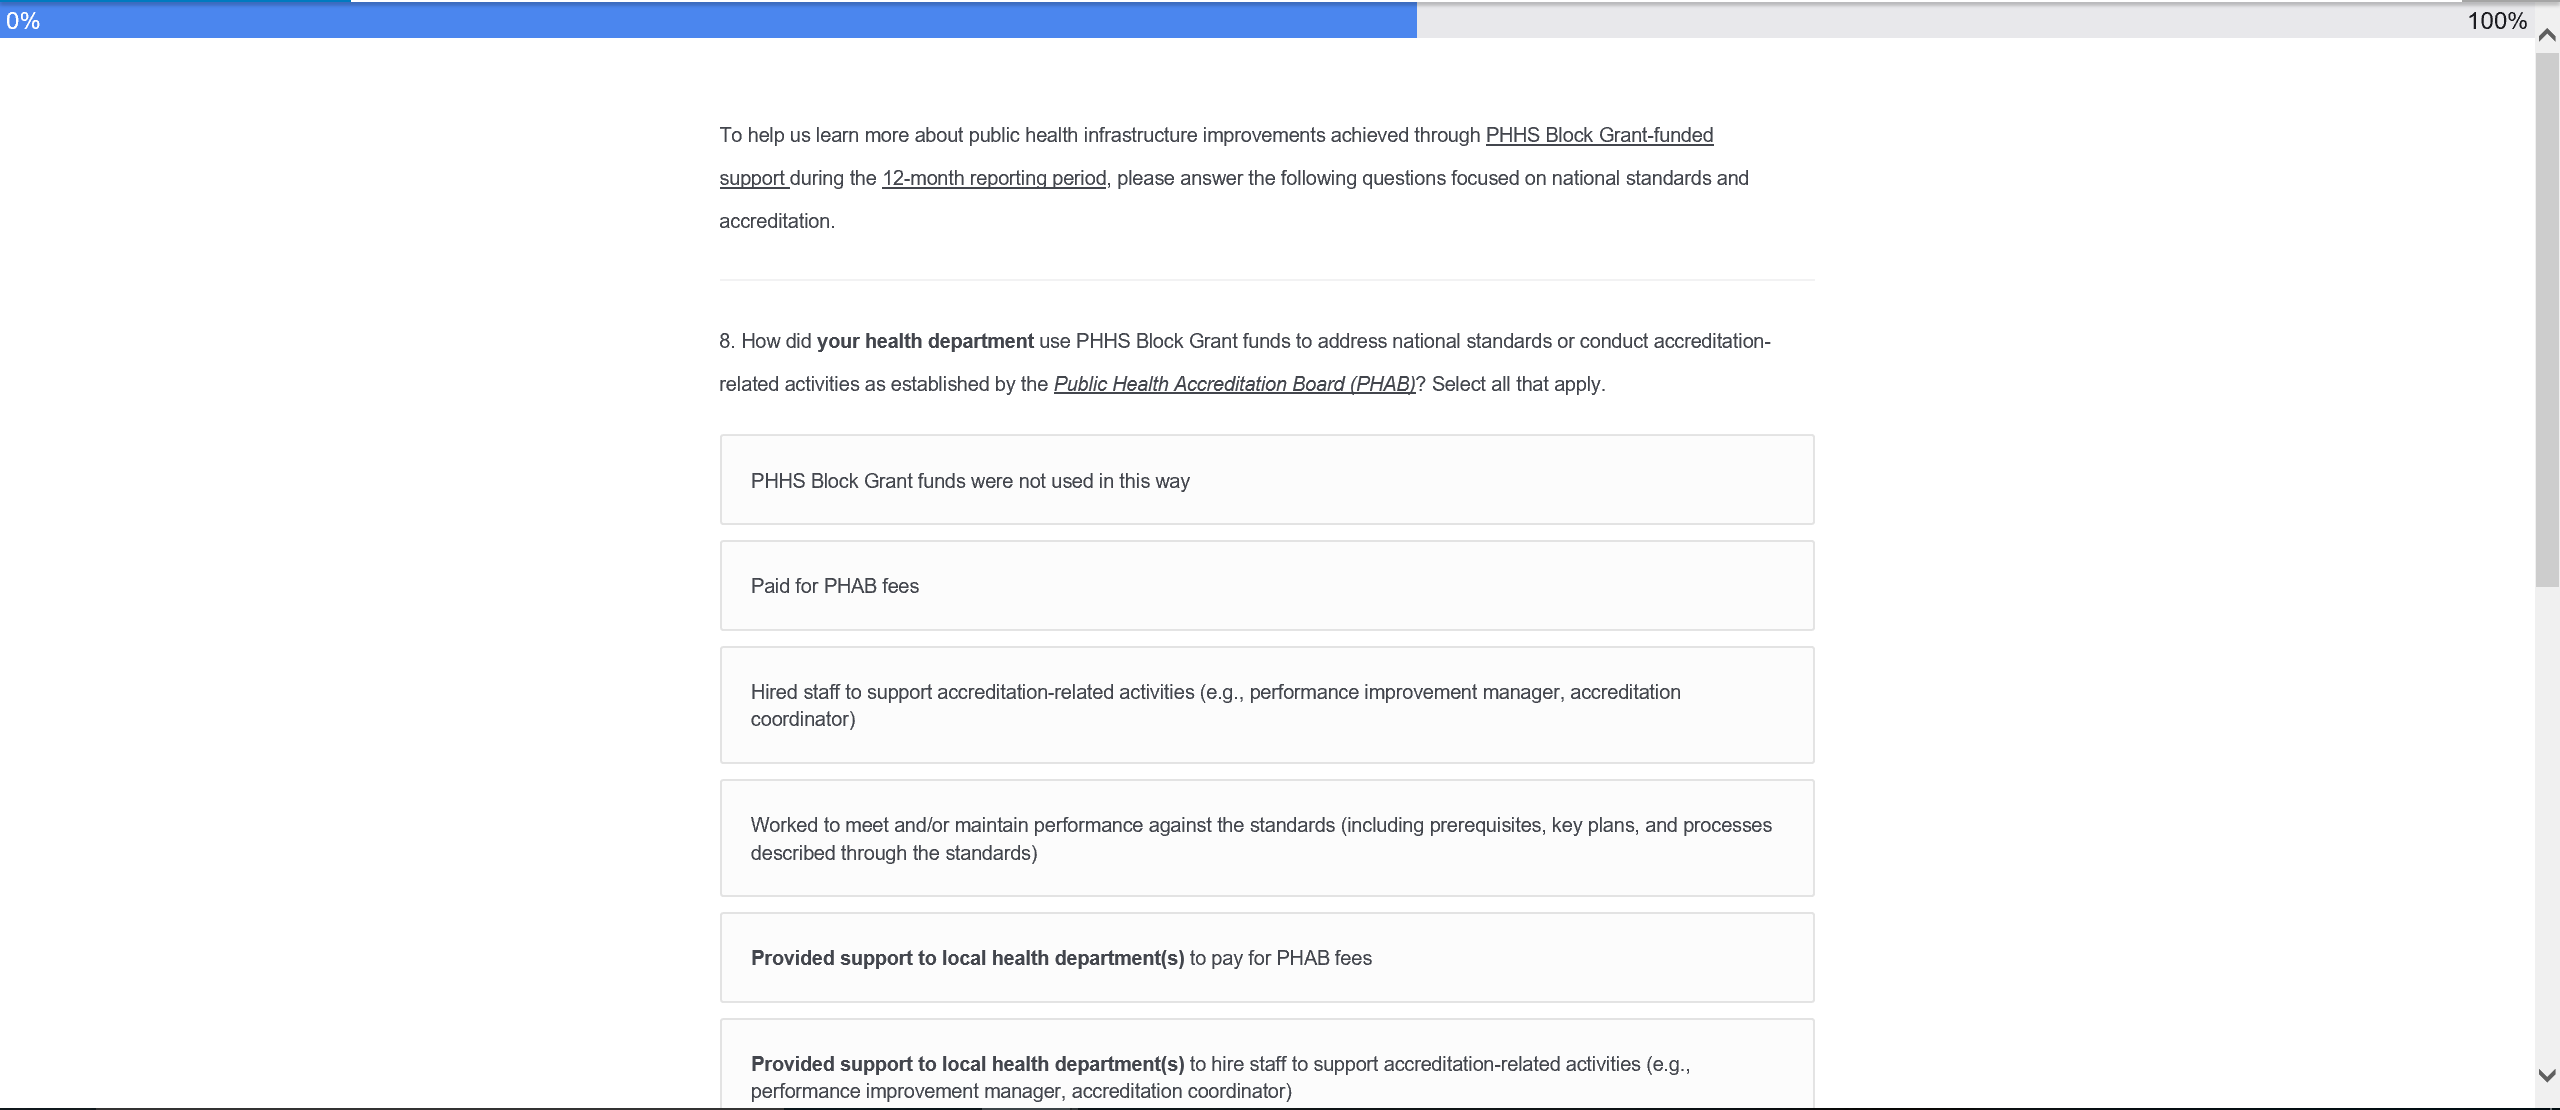 0%
100%
To help us learn more about public health infrastructure improvements achieved through PHHS Block Grant-funded
support during the 12-month reporting period, please answer the following questions focused on national standards and
accreditation.
8. How did your health department use PHHS Block Grant funds to address national standards or conduct accreditation-
related activities as established by the Public Health Accreditation Board (PHAB)? Select all that apply.
PHHS Block Grant funds were not used in this way
Paid for PHAB fees
Hired staff to support accreditation-related activities (e.g., performance improvement manager, accreditation
coordinator)
Worked to meet and/or maintain performance against the standards (including prerequisites, key plans, and processes
described through the standards)
Provided support to local health department(s) to pay for PHAB fees
Provided support to local health department(s) to hire staff to support accreditation-related activities (e.g.,
performance improvement manager, accreditation coordinator)